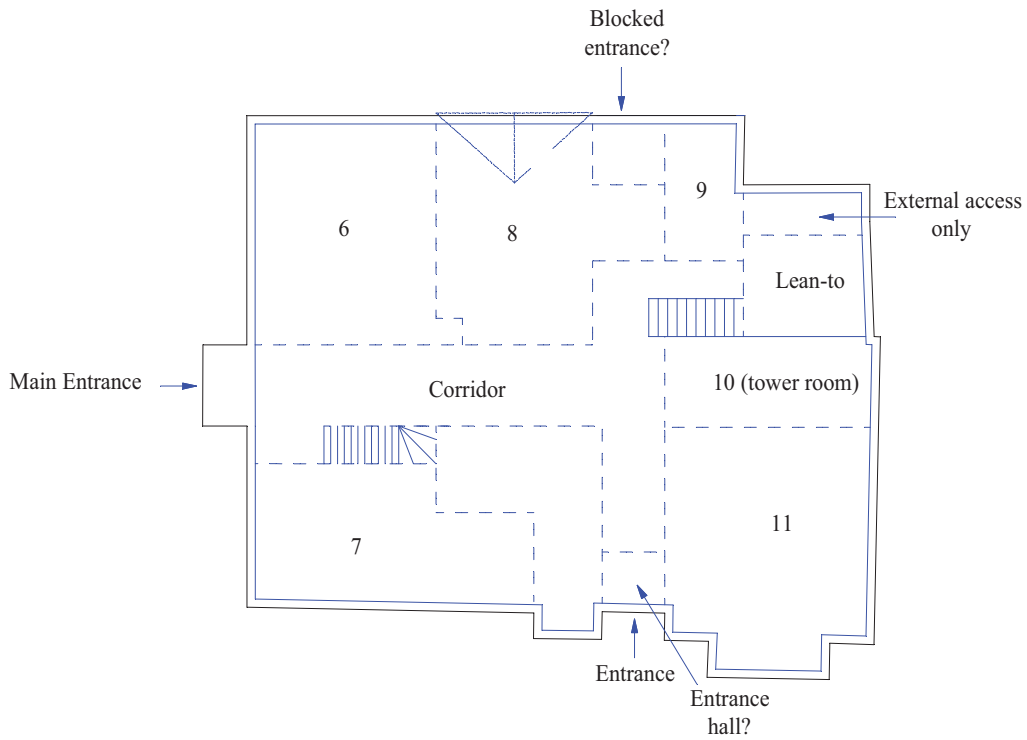 Blocked
entrance?
9
External access
only
6
8
Lean-to
Main Entrance
Corridor
10 (tower room)
11
7
Entrance
Entrance
hall?